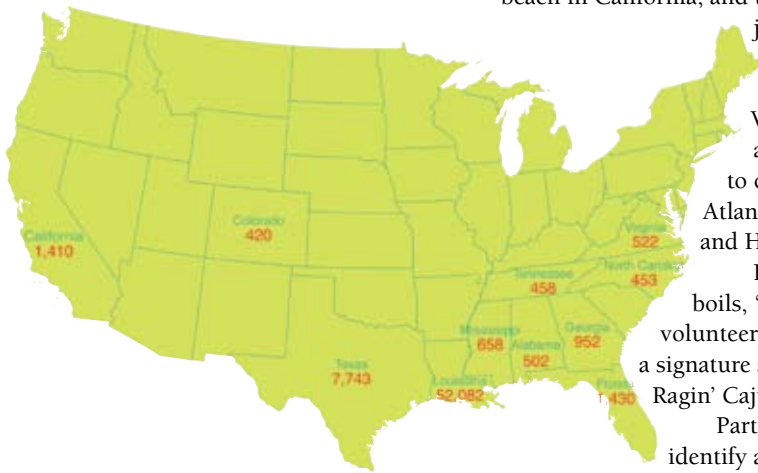 beach in California, and
j
V
a
to
Atlan
and H
boils, “
volunteer
a signature
Ragin’ Caju
Part
identify a
California
1,410
Colorado
420
Texas
7,743
Louisiana
52,082
Mississippi
658
Alabama
502
Georgia
952
Florida
1,430
Tennessee
458
North Carolina
453
Virginia
522